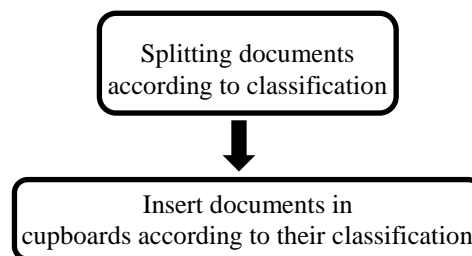 Splitting documents
according to classification
Insert documents in
cupboards according to their classification